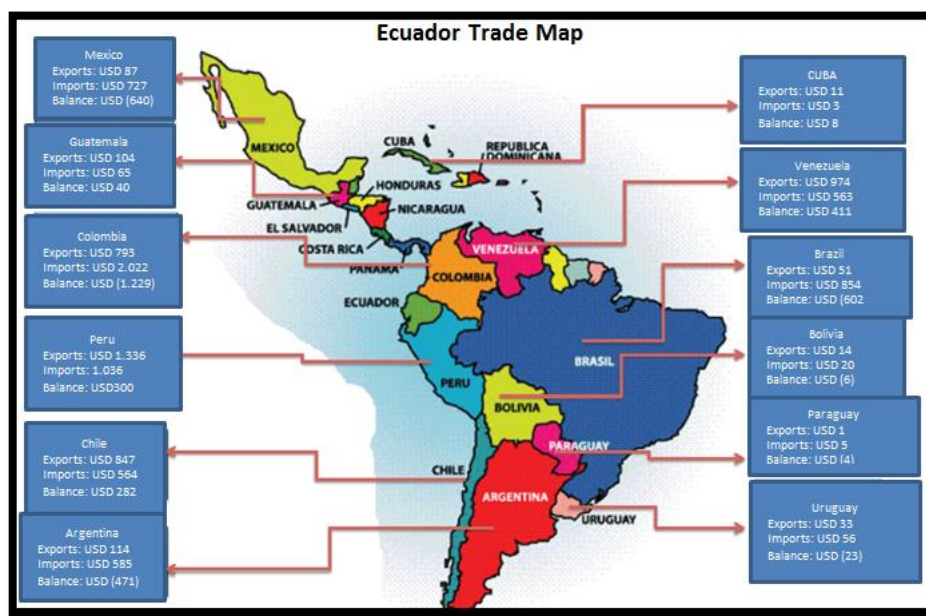 Ecuador Trade Map
Mexico
Exports: USD 87
Imports: USD 727
Balance: USD (640)
Guatemala
Exports: USD 104
Imports: USD 65
Balance: USD 40
Colombia
Exports: USD 793
Imports: USD 2.022
Balance: USD (1.229)
Peru
Exports: USD 1.336
Imports: 1.036
Balance: USD300
Chile
Exports: USD 847
Imports: USD 564
Balance: USD 282
Argentina
Exports: USD 114
Imports: USD 585
Balance: USD (471)
MEXICO
CUBA
REPUBLICA
DOMINICANA
HONDURAS
GUATEMALA
NICARAGUA
EL SALVADOR
COSTA RICA
PANAMA
VENEZUELA
COLOMBIA
ECUADOR
PERU
BRASIL
BOLIVIA
PARAGUAY
CHILE
ARGENTINA
URUGUAY
CUBA
Exports: USD 11
Imports: USD 3
Balance: USD 8
Venezuela
Exports: USD 974
Imports: USD 563
Balance: USD 411
Brazil
Exports: USD 51
Imports: USD 854
Balance: USD (602
Bolivia
Exports: USD 14
Imports: USD 20
Balance: USD (6)
Paraguay
Exports: USD 1
Imports: USD 5
Balance: USD (4)
Uruguay
Exports: USD 33
Imports: USD 56
Balance: USD (23)